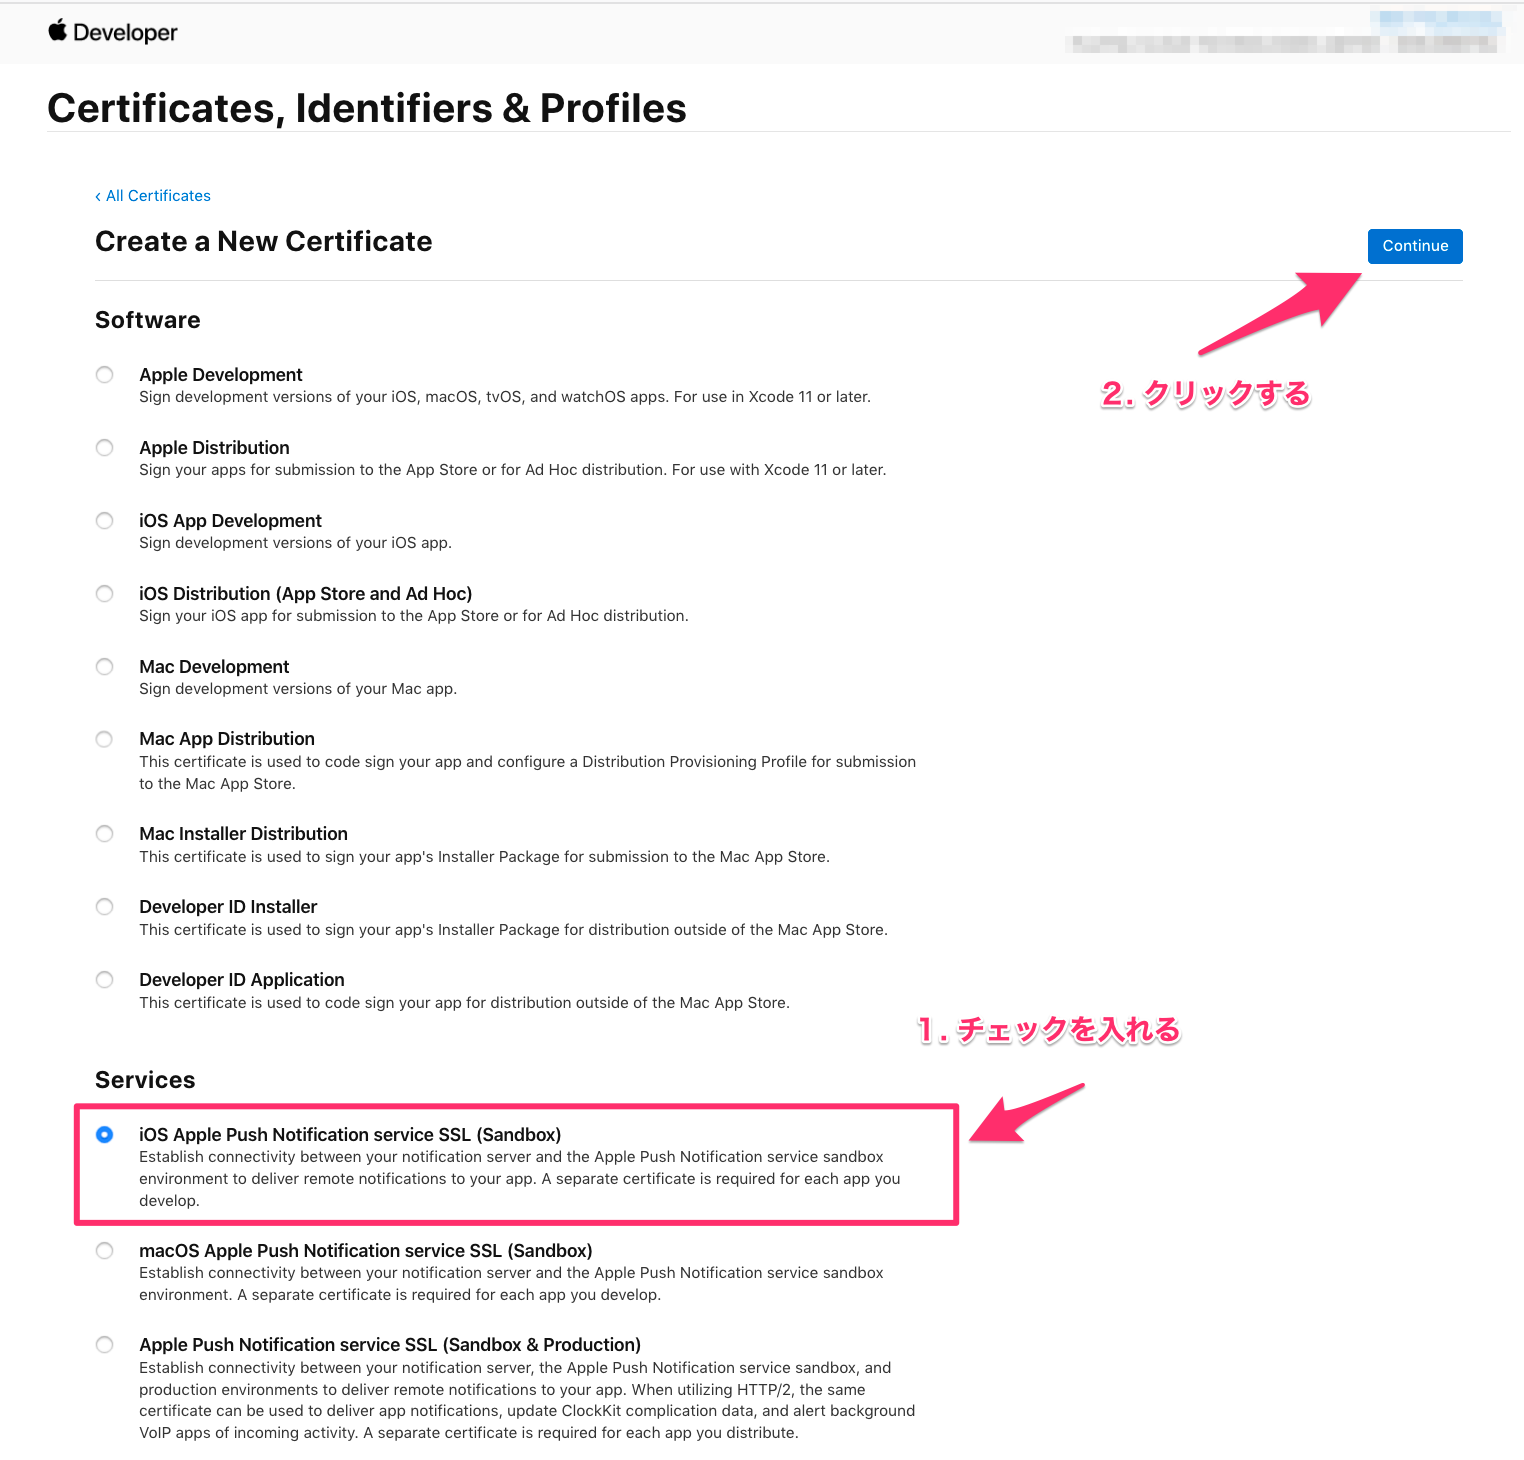 Developer
Certificates, Identifiers & Profiles
‹ All Certificates
Create a New Certificate
Continue
Software
2. クリックする
Apple Development
Sign development versions of your iOS, macOS, tvOS, and watchOS apps. For use in Xcode 11 or later.
Apple Distribution
Sign your apps for submission to the App Store or for Ad Hoc distribution. For use with Xcode 11 or later.
iOS App Development
Sign development versions of your iOS app.
iOS Distribution (App Store and Ad Hoc)
Sign your iOS app for submission to the App Store or for Ad Hoc distribution.
Mac Development
Sign development versions of your Mac app.
Mac App Distribution
This certificate is used to code sign your app and configure a Distribution Provisioning Profile for submission
to the Mac App Store.
Mac Installer Distribution
This certificate is used to sign your app's Installer Package for submission to the Mac App Store.
Developer ID Installer
This certificate is used to sign your app's Installer Package for distribution outside of the Mac App Store.
Developer ID Application
This certificate is used to code sign your app for distribution outside of the Mac App Store.
1. チェックを入れる
Services
iOS Apple Push Notification service SSL (Sandbox)
Establish connectivity between your notification server and the Apple Push Notification service sandbox
environment to deliver remote notifications to your app. A separate certificate is required for each app you
develop.
macOS Apple Push Notification service SSL (Sandbox)
Establish connectivity between your notification server and the Apple Push Notification service sandbox
environment. A separate certificate is required for each app you develop.
Apple Push Notification service SSL (Sandbox & Production)
Establish connectivity between your notification server, the Apple Push Notification service sandbox, and
production environments to deliver remote notifications to your app. When utilizing HTTP/2, the same
certificate can be used to deliver app notifications, update ClockKit complication data, and alert background
VoIP apps of incoming activity. A separate certificate is required for each app you distribute.